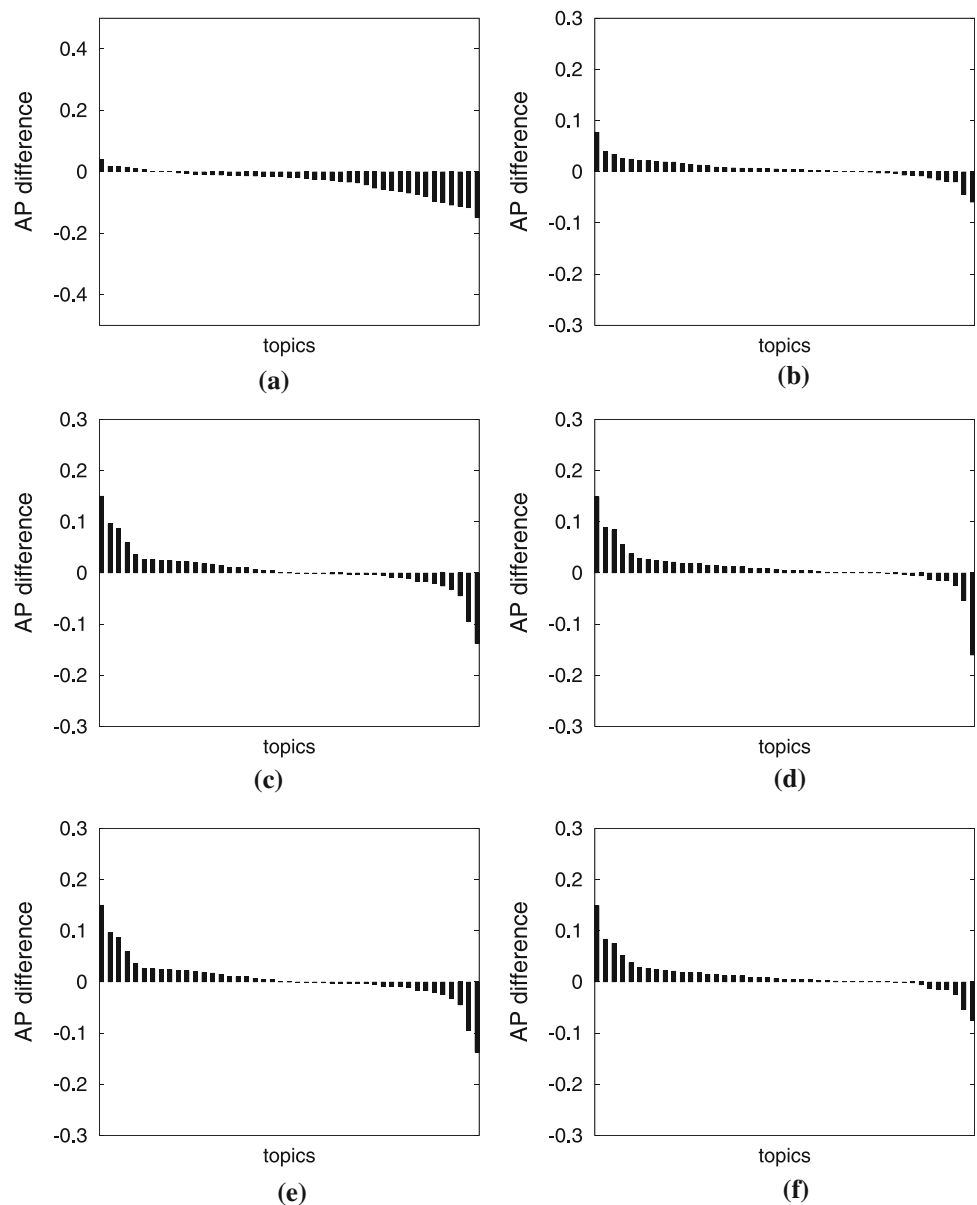 AP difference
0.4
0.2
0
-0.2
-0.4
topics
(a)
AP difference
0.3
0.2
0.1
0
-0.1
-0.2
-0.3
topics
(b)
AP difference
0.3
0.2
0.1
0
-0.1
-0.2
-0.3
topics
(c)
AP difference
0.3
0.2
0.1
0
-0.1
-0.2
-0.3
topics
(d)
AP difference
0.3
0.2
0.1
0
-0.1
-0.2
-0.3
topics
(e)
AP difference
0.3
0.2
0.1
0
-0.1
-0.2
-0.3
topics
(f)